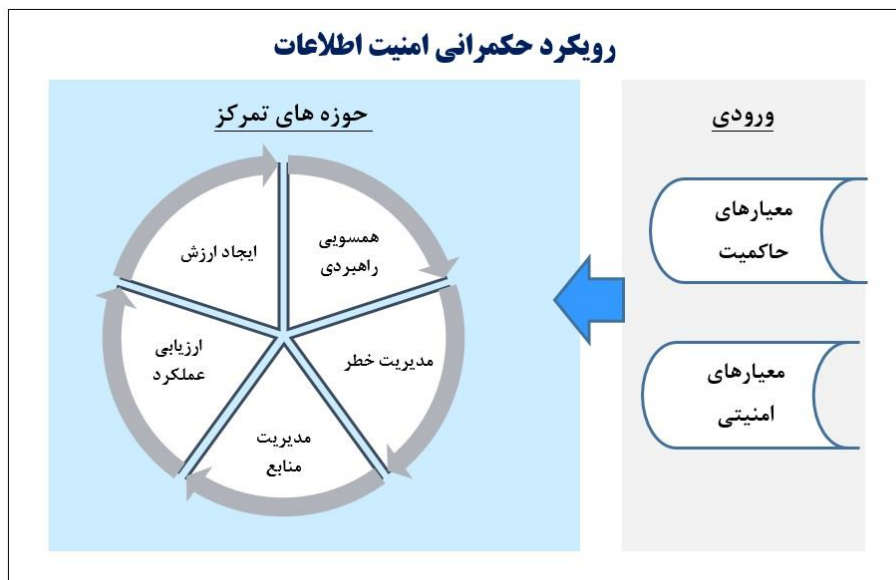 رویکرد حکمرانی امنیت اطلاعات
ورودی
معیارهای
حاکمیت
معیارهای
امنیتی
حوزه های تمرکز
همسویی
راهبردی
مدیریت خطر
مدیریت
منابع
ارزیابی
عملکرد
ایجاد ارزش